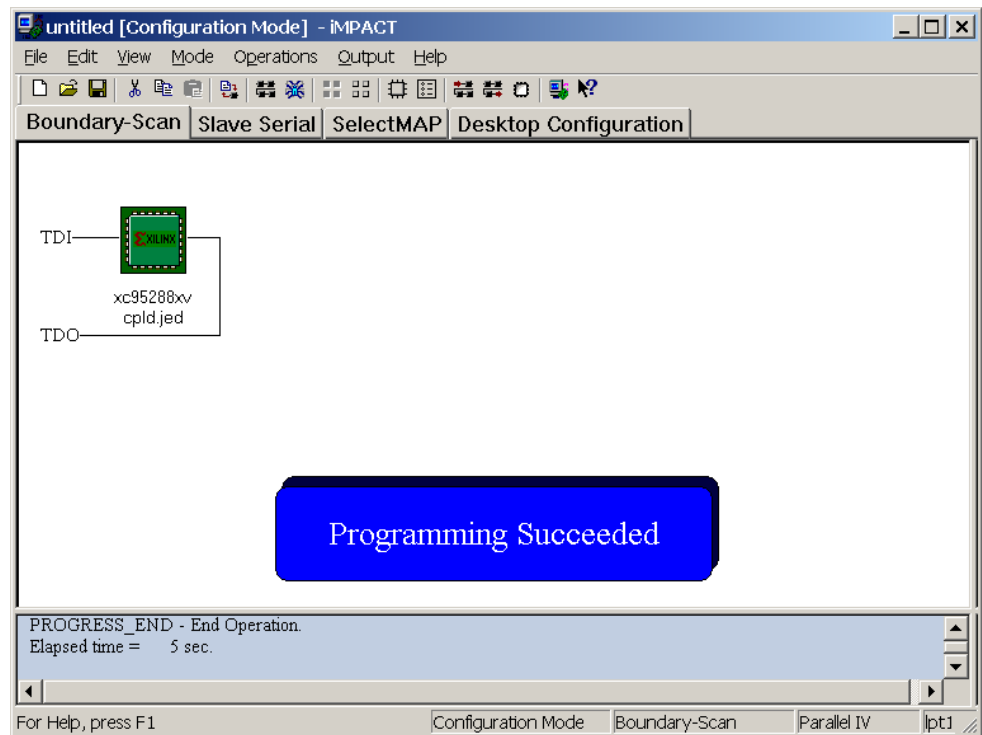 untitled [Configuration Mode] - iMPACT
File Edit View Mode Operations Output Help
Boundary-Scan Slave Serial SelectMAP Desktop Configuration
TDI
XILINX
xc95288xv
cpld.jed
TDO
Programming Succeeded
PROGRESS_END - End Operation.
Elapsed time = 5 sec.
For Help, press F1 Configuration Mode Boundary-Scan Parallel IV lpt1